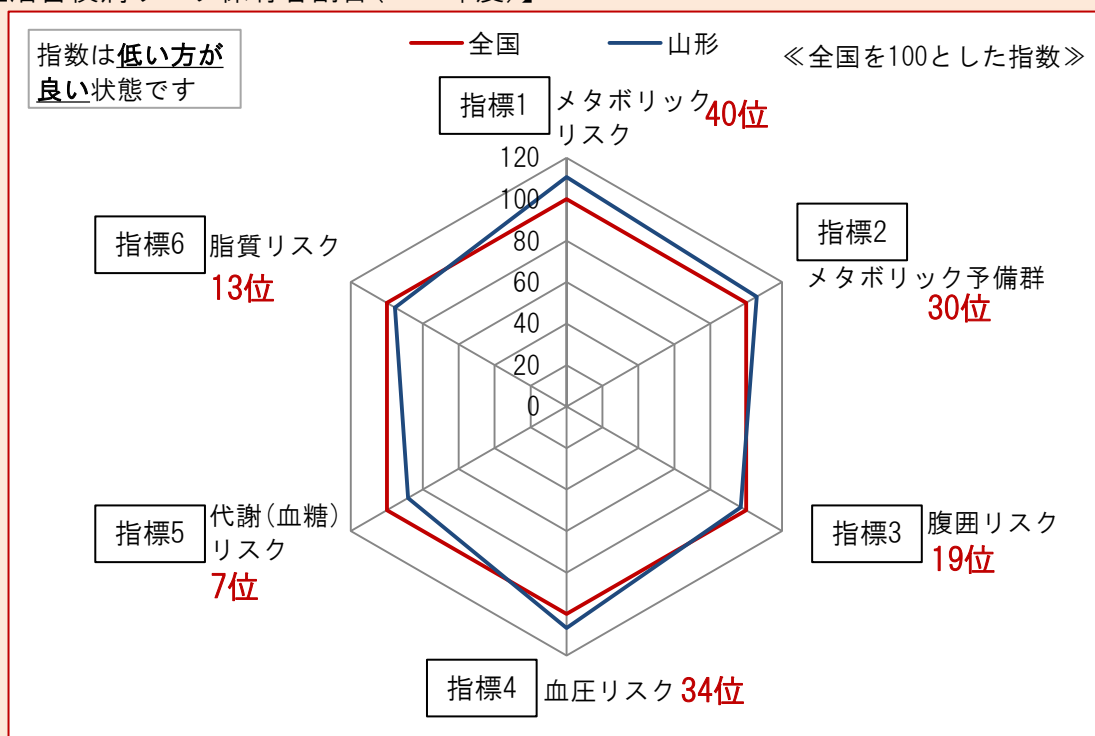 指数は低い方が
良い状態です
全国
山形
≪全国を100とした指数≫
指標1
メタボリック
リスク
40位
120
100
80
60
40
20
0
指標2
メタボリック予備群
30位
指標3
腹囲リスク
19位
指標4
血圧リスク
34位
指標5
代謝(血糖)
リスク
7位
指標6
脂質リスク
13位